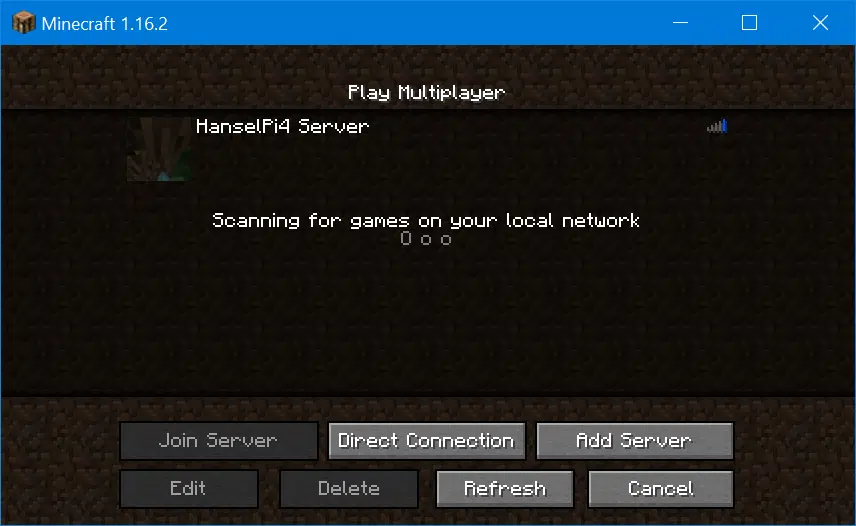 Minecraft 1.16.2
Play Multiplayer
HanselPi4 Server
Scanning for games on your local network
O o o
Join Server Direct Connection Add Server
Edit Delete Refresh Cancel